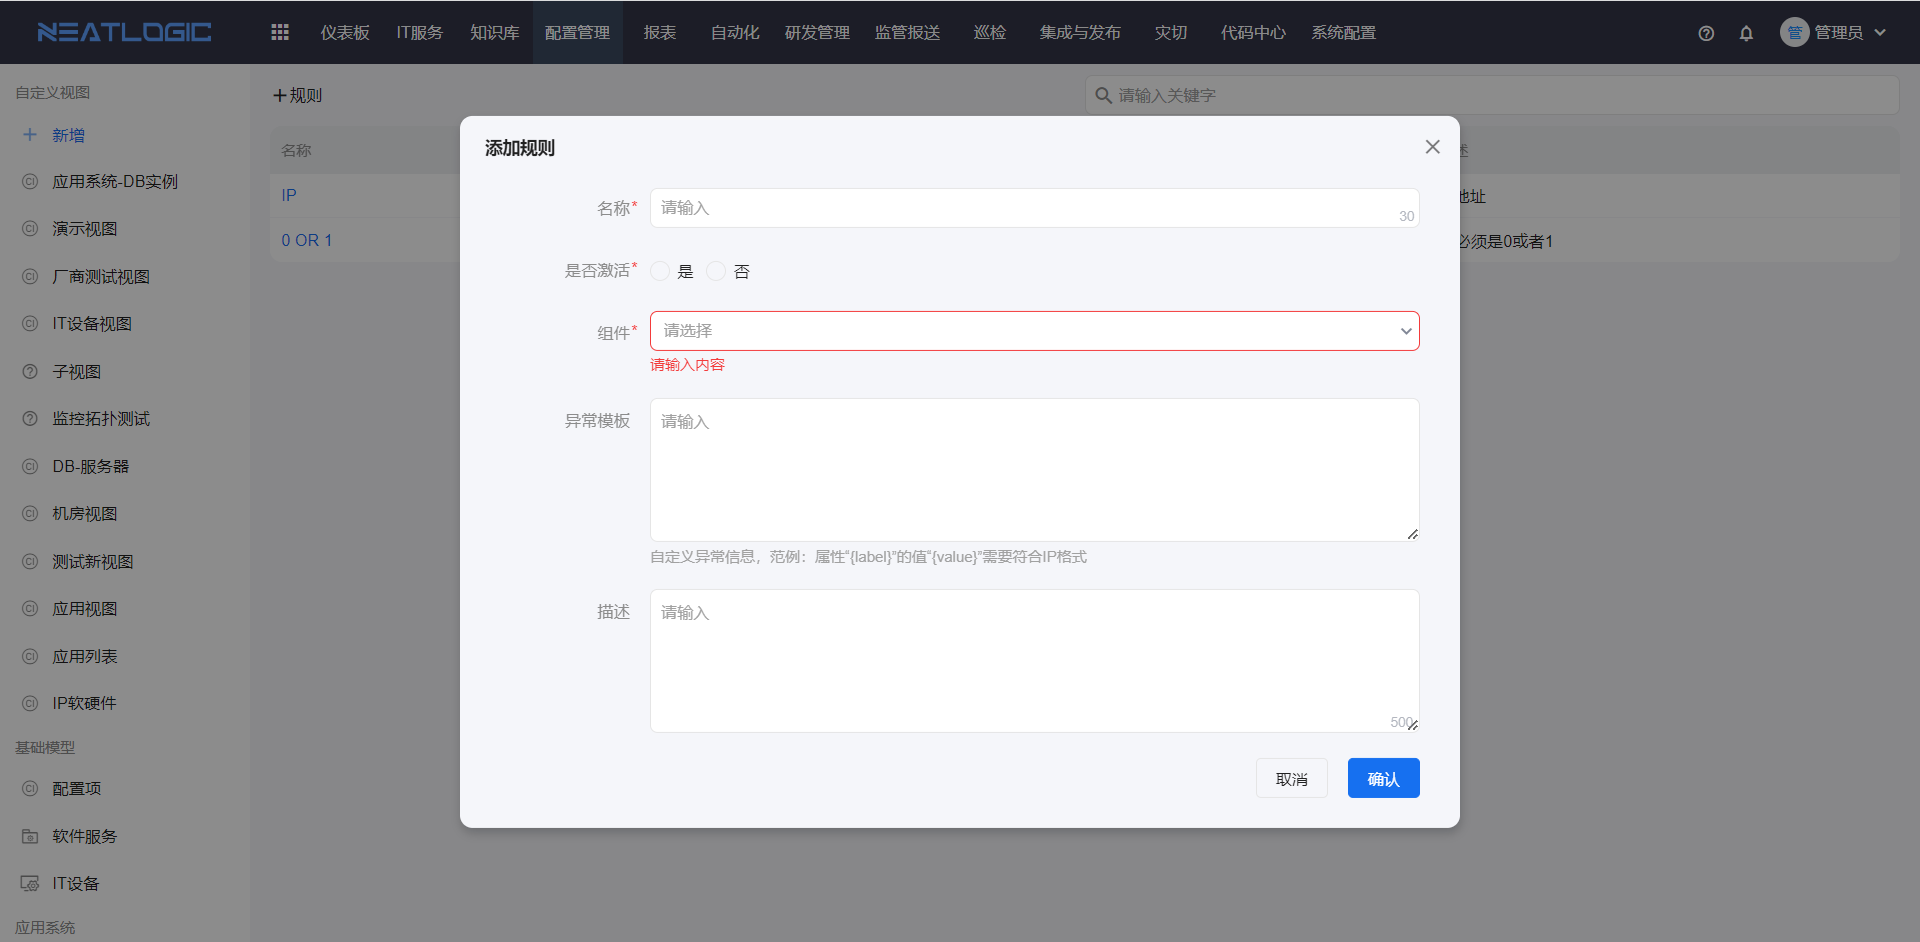 NEATLOGIC
仪表板 IT服务 知识库 配置管理 报表 自动化 研发管理 监管报送 巡检 集成与发布 灾切 代码中心 系统配置
管 管理员
自定义视图
新增
应用系统-DB实例
演示视图
厂商测试视图
IT设备视图
子视图
监控拓扑测试
DB-服务器
机房视图
测试新视图
应用视图
应用列表
IP软硬件
基础模型
配置项
软件服务
IT设备
应用系统
+规则
请输入关键字
名称
IP
地址
0 OR 1
必须是0或者1
添加规则
名称*
请输入
30
是否激活*
是 否
组件*
请选择
请输入内容
异常模板
请输入
自定义异常信息，范例：属性“{label}”的值“{value}”需要符合IP格式
描述
请输入
500
取消 确认